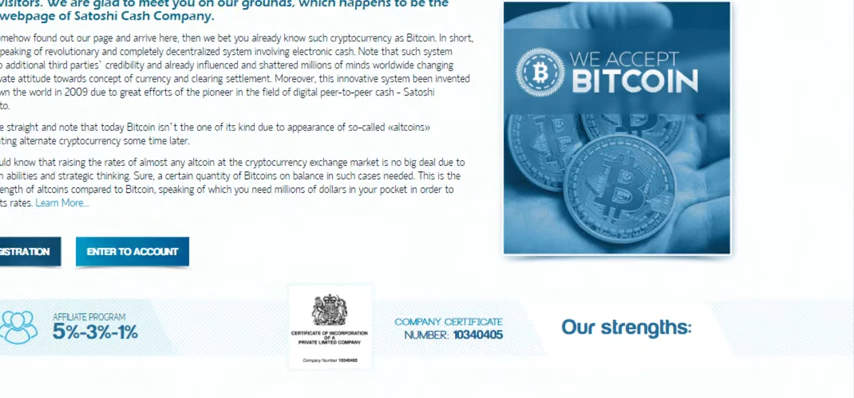 visitors. We are glad to meet you on our grounds, which happens to be the
webpage of Satoshi Cash Company.
found out our page and arrive here, then we bet you already know such cryptocurrency as Bitcoin. In short,
peaking of revolutionary and completely decentralized system involving electronic cash. Note that such system
additional third parties` credibility and already influenced and shattered millions of minds worldwide changing
vate attitude towards concept of currency and clearing settlement. Moreover, this innovative system been invented
wn the world in 2009 due to great efforts of the pioneer in the field of digital peer-to-peer cash - Satoshi
to.
e straight and note that today Bitcoin isn`t the one of its kind due to appearance of so-called «altcoins»
ting alternate cryptocurrency some time later.
uld know that raising the rates of almost any altcoin at the cryptocurrency exchange market is no big deal due to
n abilities and strategic thinking. Sure, a certain quantity of Bitcoins on balance in such cases needed. This is the
ength of altcoins compared to Bitcoin, speaking of which you need millions of dollars in your pocket in order to
ts rates. Learn More...
WE ACCEPT
BITCOIN
ISTRATION
ENTER TO ACCOUNT
AFFILIATE PROGRAM
5%-3%-1%
CERTIFICATE OF INCORPORATION
OF A
PRIVATE LIMITED COMPANY
Company Number 10340405
COMPANY CERTIFICATE
NUMBER: 10340405
Our strengths: